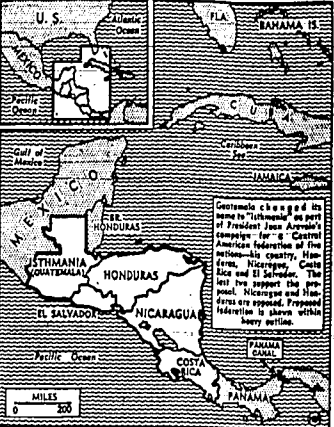 U. S.
Atlantic
Ocean
MEXICO
Pacific
Ocean
FLA.
BAHAMA IS.
CUBA
Caribbean
Sea
JAMAICA
Gulf of
Mexico
MEXICO
BR.
HONDURAS
ISTHMANIA
(GUATEMALA)
HONDURAS
EL SALVADOR
NICARAGUA
Pacific Ocean
COSTA
RICA
PANAMA
CANAL
PANAMA
MILES
0 200
Guatemala changed its
name to "Isthmania" as part
of President Juan Arevalo's
campaign for a Central
American federation of five
nations—his country, Hon-
duras, Nicaragua, Costa
Rica and El Salvador. The
last two support the pro-
posal. Nicaragua and Hon-
duras are opposed. Proposed
federation is shown within
heavy outline.